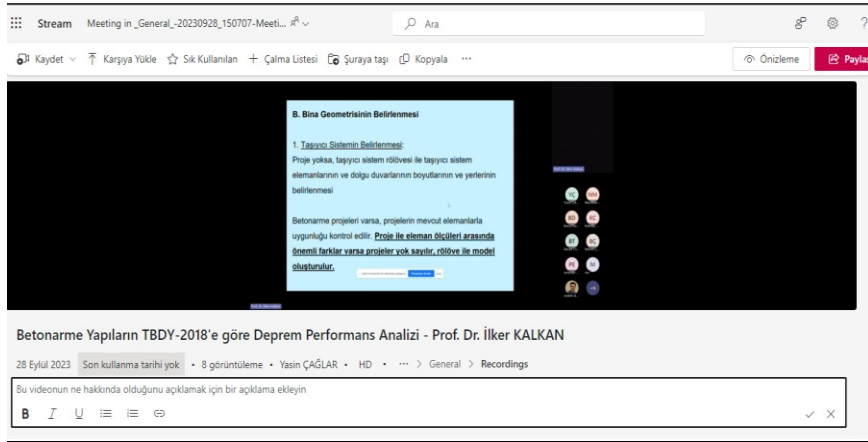 Stream Meeting in _General_-20230928_150707-Meeti... Ara
Kaydet Karşıya Yükle Sık Kullanılan Çalma Listesi Şuraya taşı Kopyala ... Önizleme Paylaş
B. Bina Geometrisinin Belirlenmesi
1. Taşıyıcı Sistemin Belirlenmesi:
Proje yoksa, taşıyıcı sistem rölövesi ile taşıyıcı sistem
elemanlarının ve dolgu duvarlarının boyutlarının ve yerlerinin
belirlenmesi
Betonarme projeleri varsa, projelerin mevcut elemanlarla
uygunluğu kontrol edilir. Proje ile eleman ölçüleri arasında
önemli farklar varsa projeler yok sayılır, rölöve ile model
oluşturulur.
YÇ NM
BD KC
BT BÇ
PE M
Betonarme Yapıların TBDY-2018'e göre Deprem Performans Analizi - Prof. Dr. İlker KALKAN
28 Eylül 2023 Son kullanma tarihi yok • 8 görüntüleme • Yasin ÇAĞLAR • HD • ... > General > Recordings
Bu videonun ne hakkında olduğunu açıklamak için bir açıklama ekleyin
B I U